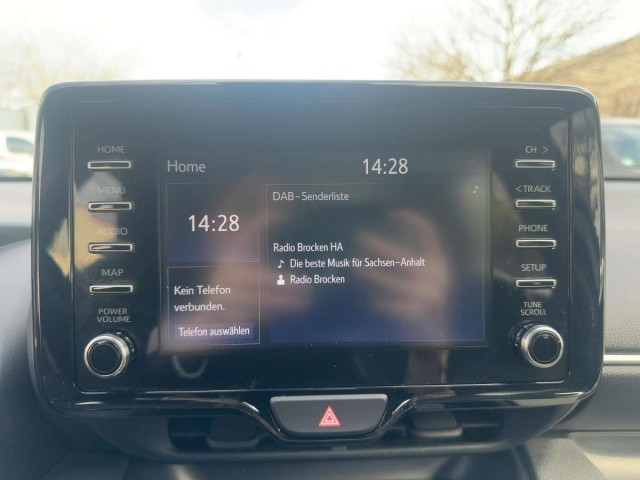 HOME
MENU
AUDIO
MAP
POWER
VOLUME
Home
14:28
14:28
DAB-Senderliste
Radio Brocken HA
Die beste Musik für Sachsen-Anhalt
Radio Brocken
Kein Telefon
verbunden.
Telefon auswählen
CH >
< TRACK
PHONE
SETUP
TUNE
SCROLL